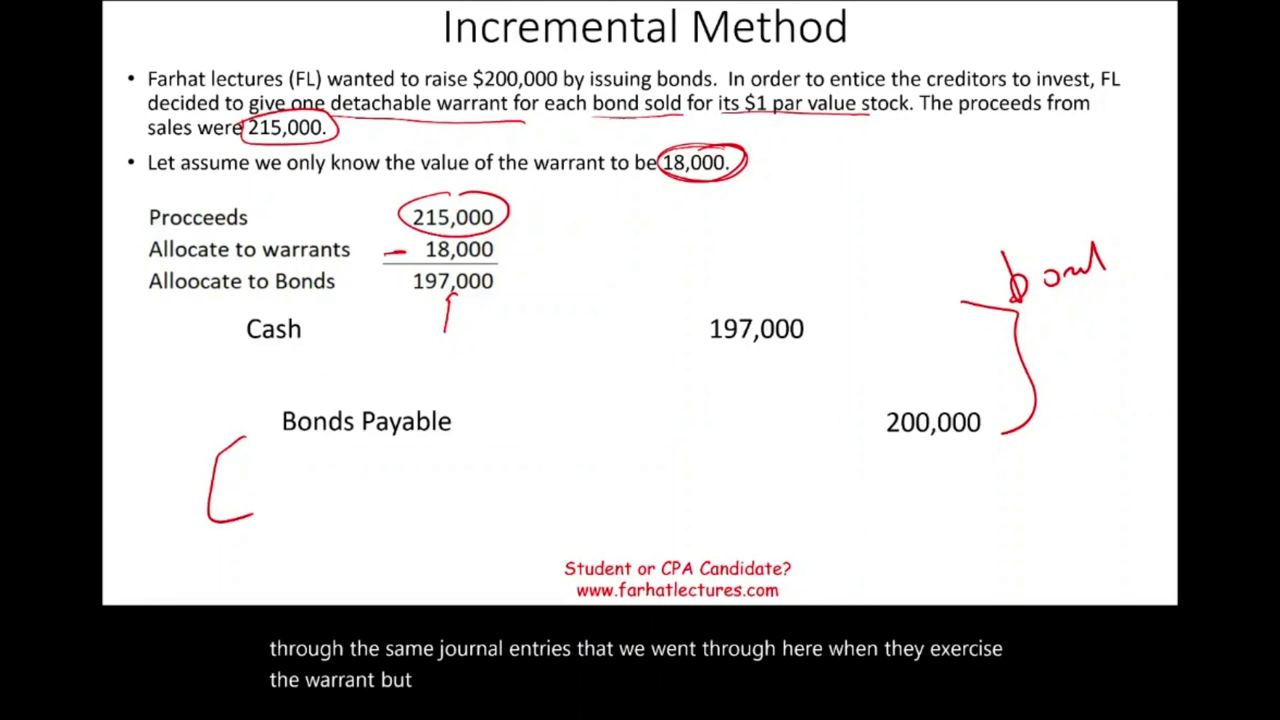 Incremental Method
• Farhat lectures (FL) wanted to raise $200,000 by issuing bonds. In order to entice the creditors to invest, FL
decided to give one detachable warrant for each bond sold for its $1 par value stock. The proceeds from
sales were 215,000.
• Let assume we only know the value of the warrant to be 18,000.
Procceeds 215,000
Allocate to warrants - 18,000
Alloocate to Bonds 197,000
bond
Cash 197,000
Bonds Payable 200,000
Student or CPA Candidate?
www.farhatlectures.com
through the same journal entries that we went through here when they exercise
the warrant but